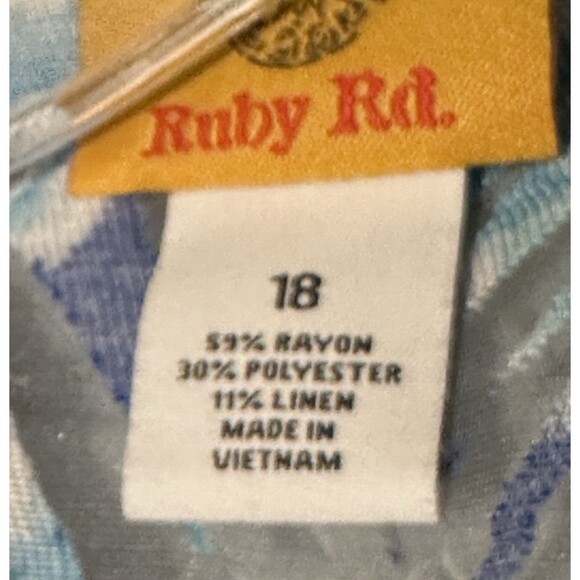 Ruby Rd.
18
59% RAYON
30% POLYESTER
11% LINEN
MADE IN
VIETNAM